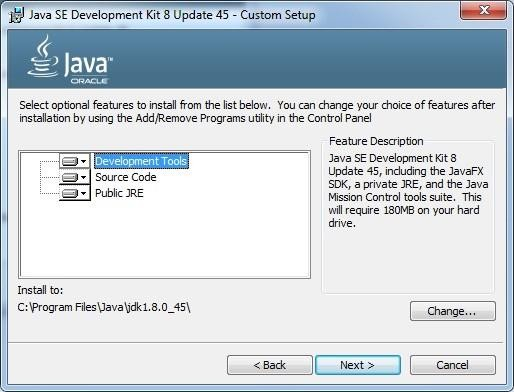 Java SE Development Kit 8 Update 45 - Custom Setup
Java™
ORACLE
Select optional features to install from the list below. You can change your choice of features after
installation by using the Add/Remove Programs utility in the Control Panel
Development Tools
Source Code
Public JRE
Feature Description
Java SE Development Kit 8
Update 45, including the JavaFX
SDK, a private JRE, and the Java
Mission Control tools suite. This
will require 180MB on your hard
drive.
Install to:
C:\Program Files\Java\jdk1.8.0_45\
Change...
< Back
Next >
Cancel